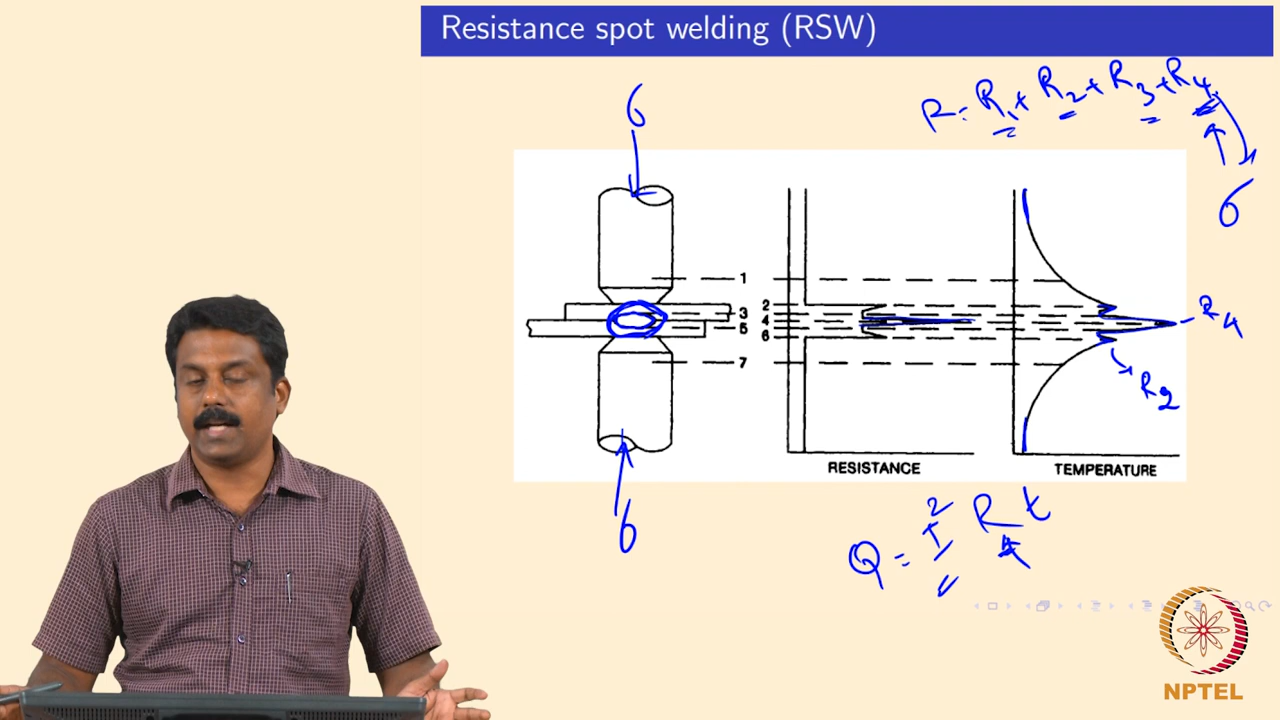 Resistance spot welding (RSW)
R = R₁ + R₂ + R₃ + R₄
σ
σ
1
2
3
4
5
6
7
R₄
R₂
RESISTANCE
TEMPERATURE
σ
Q = I² R₄ t
NPTEL